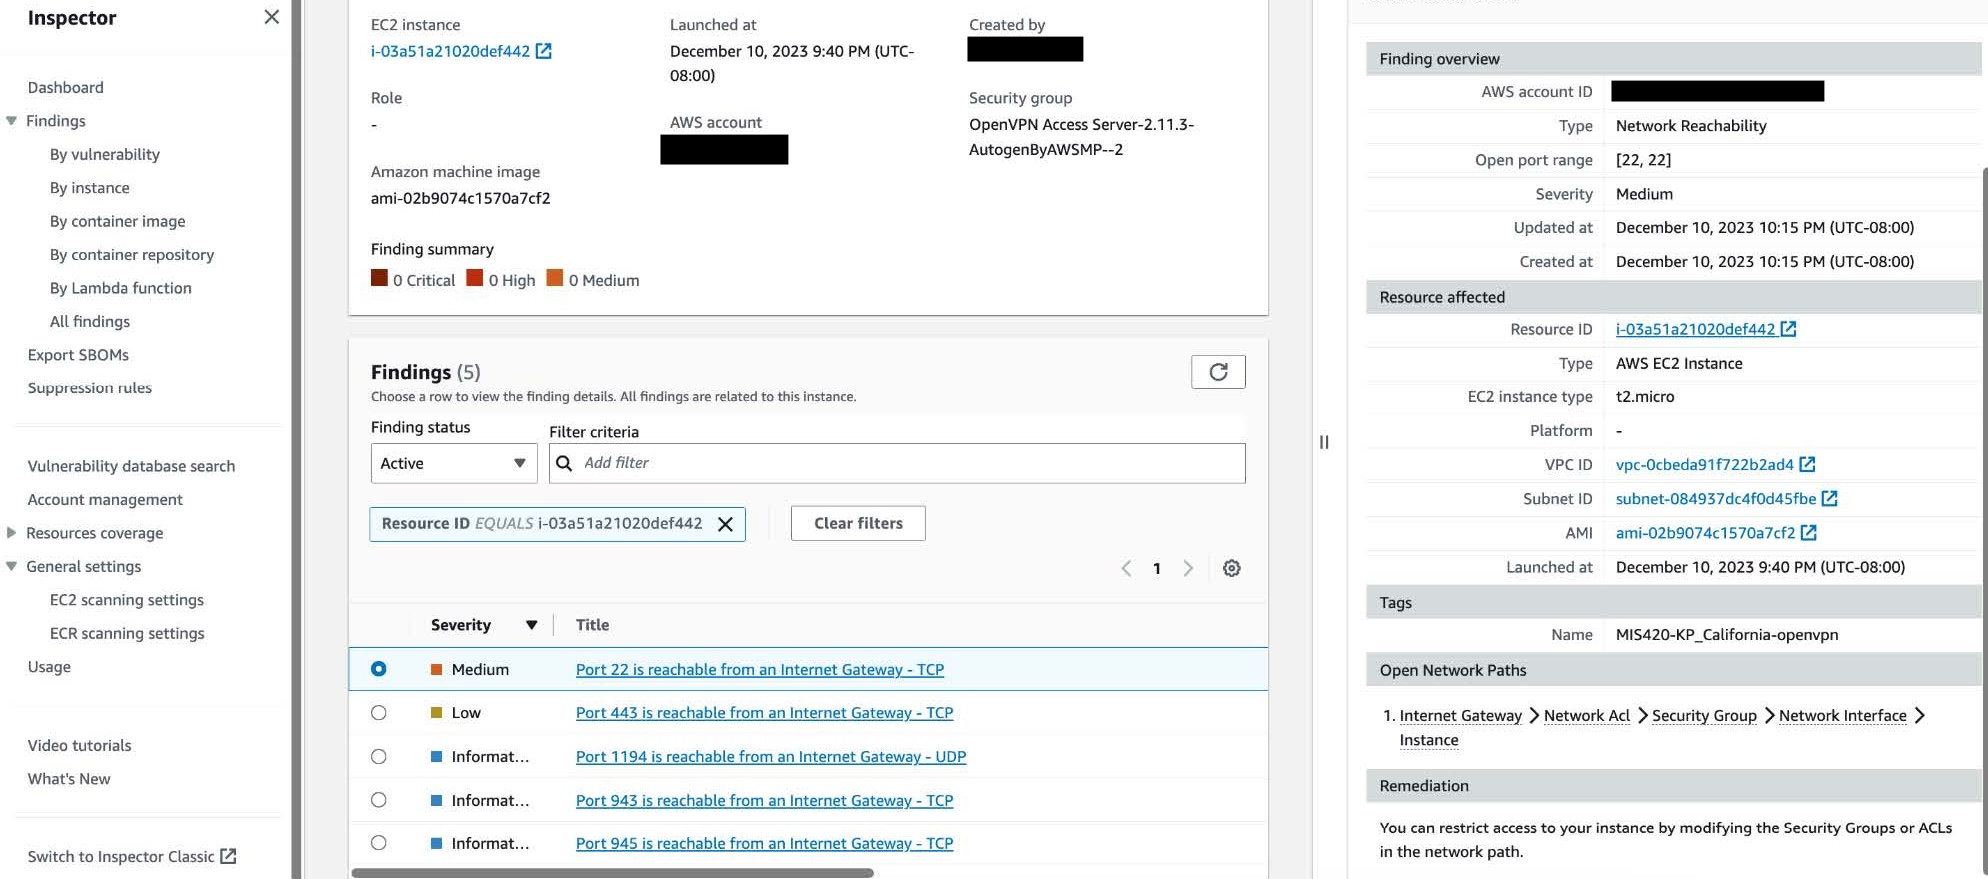 Inspector
Dashboard
Findings
By vulnerability
By instance
By container image
By container repository
By Lambda function
All findings
Export SBOMs
Suppression rules
Vulnerability database search
Account management
Resources coverage
General settings
EC2 scanning settings
ECR scanning settings
Usage
Video tutorials
What's New
Switch to Inspector Classic
EC2 instance
i-03a51a21020def442
Role
-
Amazon machine image
ami-02b9074c1570a7cf2
Launched at
December 10, 2023 9:40 PM (UTC-
08:00)
AWS account
Created by
Security group
OpenVPN Access Server-2.11.3-
AutogenByAWSMP--2
Finding summary
0 Critical 0 High 0 Medium
Findings (5)
Choose a row to view the finding details. All findings are related to this instance.
Finding status
Active
Filter criteria
Add filter
Resource ID EQUALS i-03a51a21020def442
Clear filters
1
Severity Title
Medium Port 22 is reachable from an Internet Gateway - TCP
Low Port 443 is reachable from an Internet Gateway - TCP
Informat... Port 1194 is reachable from an Internet Gateway - UDP
Informat... Port 943 is reachable from an Internet Gateway - TCP
Informat... Port 945 is reachable from an Internet Gateway - TCP
Finding overview
AWS account ID
Type Network Reachability
Open port range [22, 22]
Severity Medium
Updated at December 10, 2023 10:15 PM (UTC-08:00)
Created at December 10, 2023 10:15 PM (UTC-08:00)
Resource affected
Resource ID i-03a51a21020def442
Type AWS EC2 Instance
EC2 instance type t2.micro
Platform -
VPC ID vpc-0cbeda91f722b2ad4
Subnet ID subnet-084937dc4f0d45fbe
AMI ami-02b9074c1570a7cf2
Launched at December 10, 2023 9:40 PM (UTC-08:00)
Tags
Name MIS420-KP_California-openvpn
Open Network Paths
1. Internet Gateway > Network Acl > Security Group > Network Interface >
Instance
Remediation
You can restrict access to your instance by modifying the Security Groups or ACLs
in the network path.